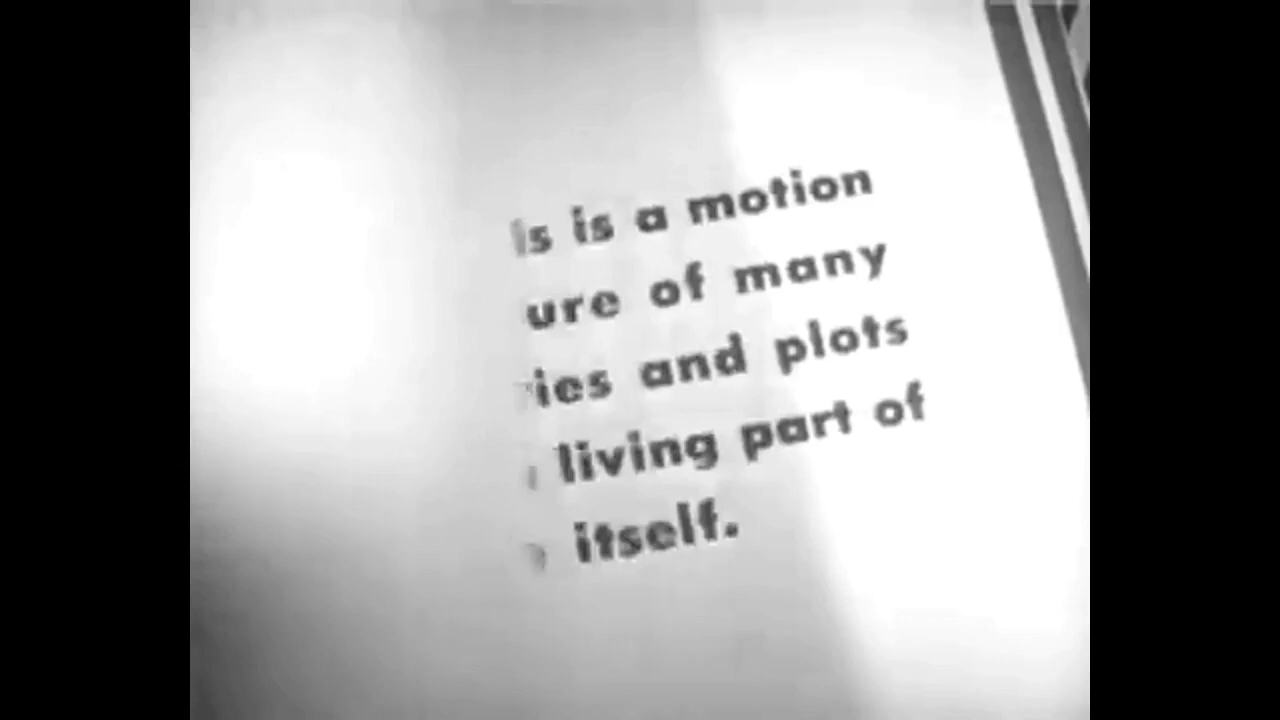 is is a motion
ure of many
ies and plots
living part of
itself.